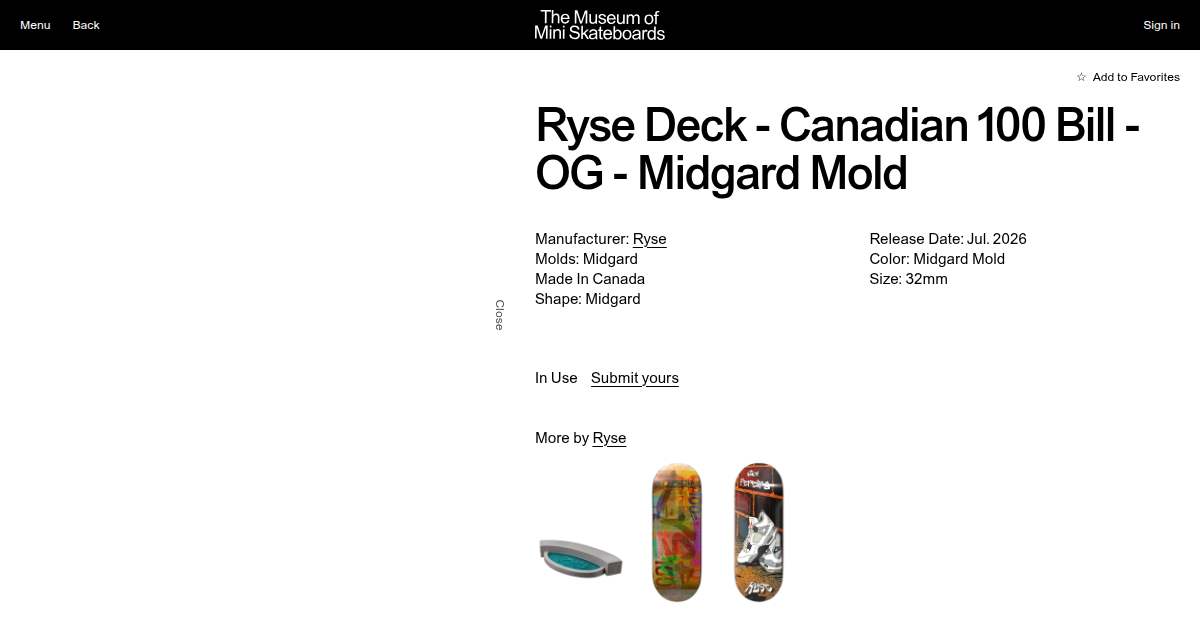 Menu
Back
The Museum of
Mini Skateboards
Sign in
☆ Add to Favorites
Ryse Deck - Canadian 100 Bill -
OG - Midgard Mold
Manufacturer: Ryse
Molds: Midgard
Made In Canada
Shape: Midgard
Release Date: Jul. 2026
Color: Midgard Mold
Size: 32mm
Close
In Use
Submit yours
More by Ryse